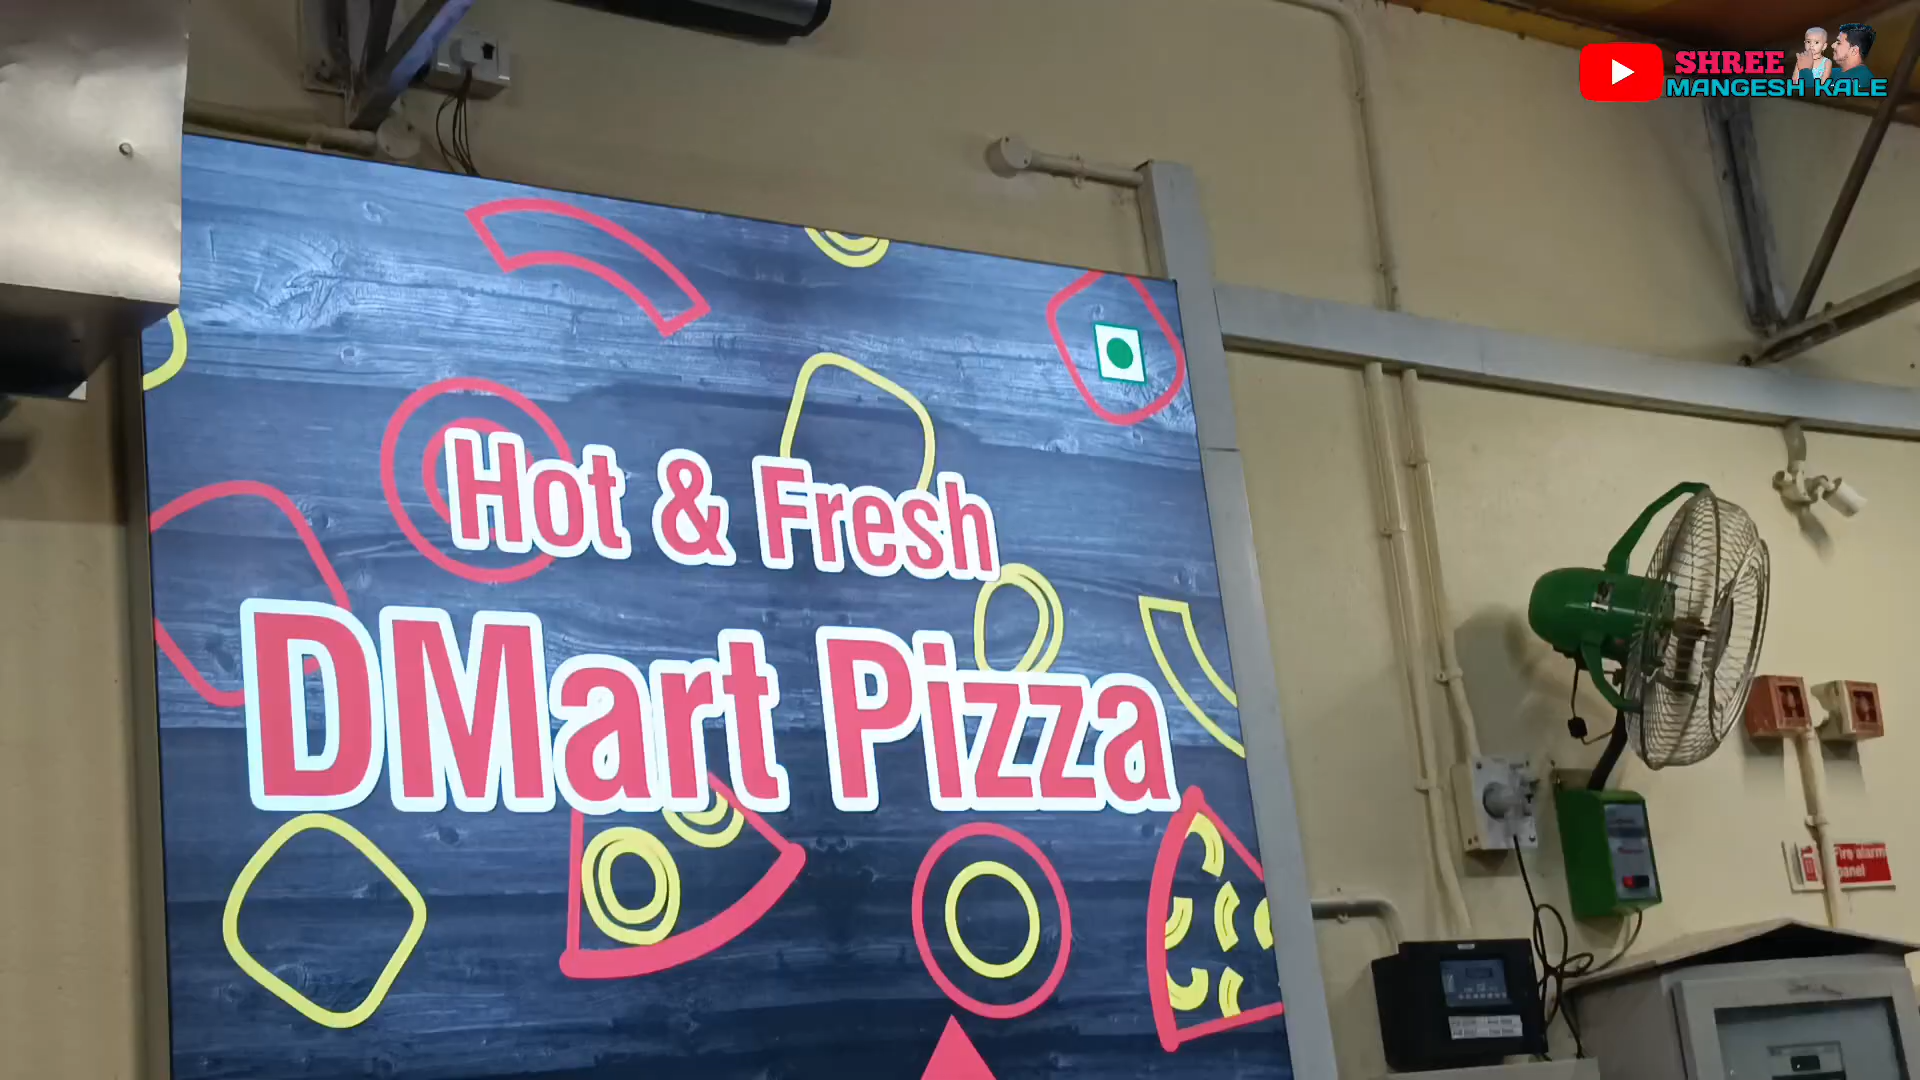 SHREE
MANGESH KALE
Hot & Fresh
DMart Pizza
Fire alarm
panel